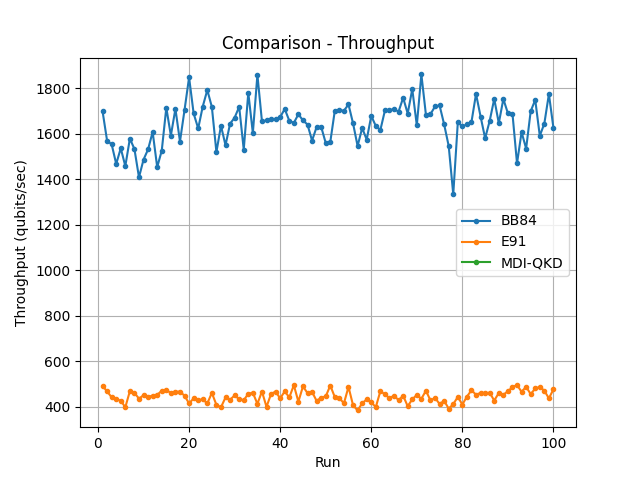 Comparison - Throughput
Throughput (qubits/sec)
1800
1600
1400
1200
1000
800
600
400
BB84
E91
MDI-QKD
0 20 40 60 80 100
Run